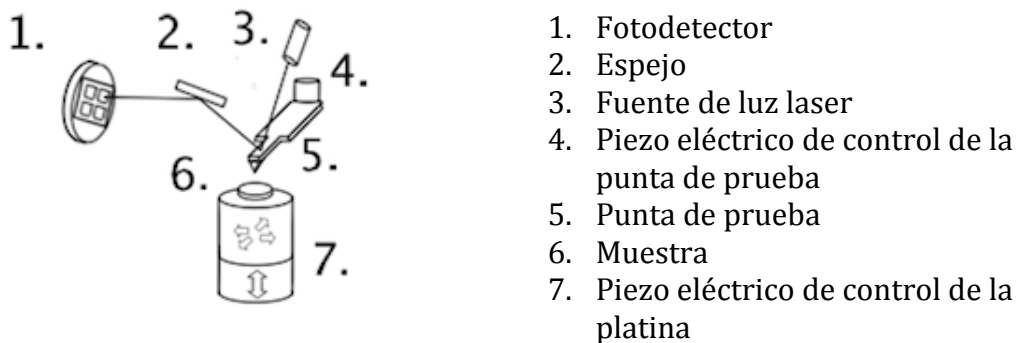 1.
2.
3.
4.
5.
6.
7.
1. Fotodetector
2. Espejo
3. Fuente de luz laser
4. Piezo eléctrico de control de la
punta de prueba
5. Punta de prueba
6. Muestra
7. Piezo eléctrico de control de la
platina